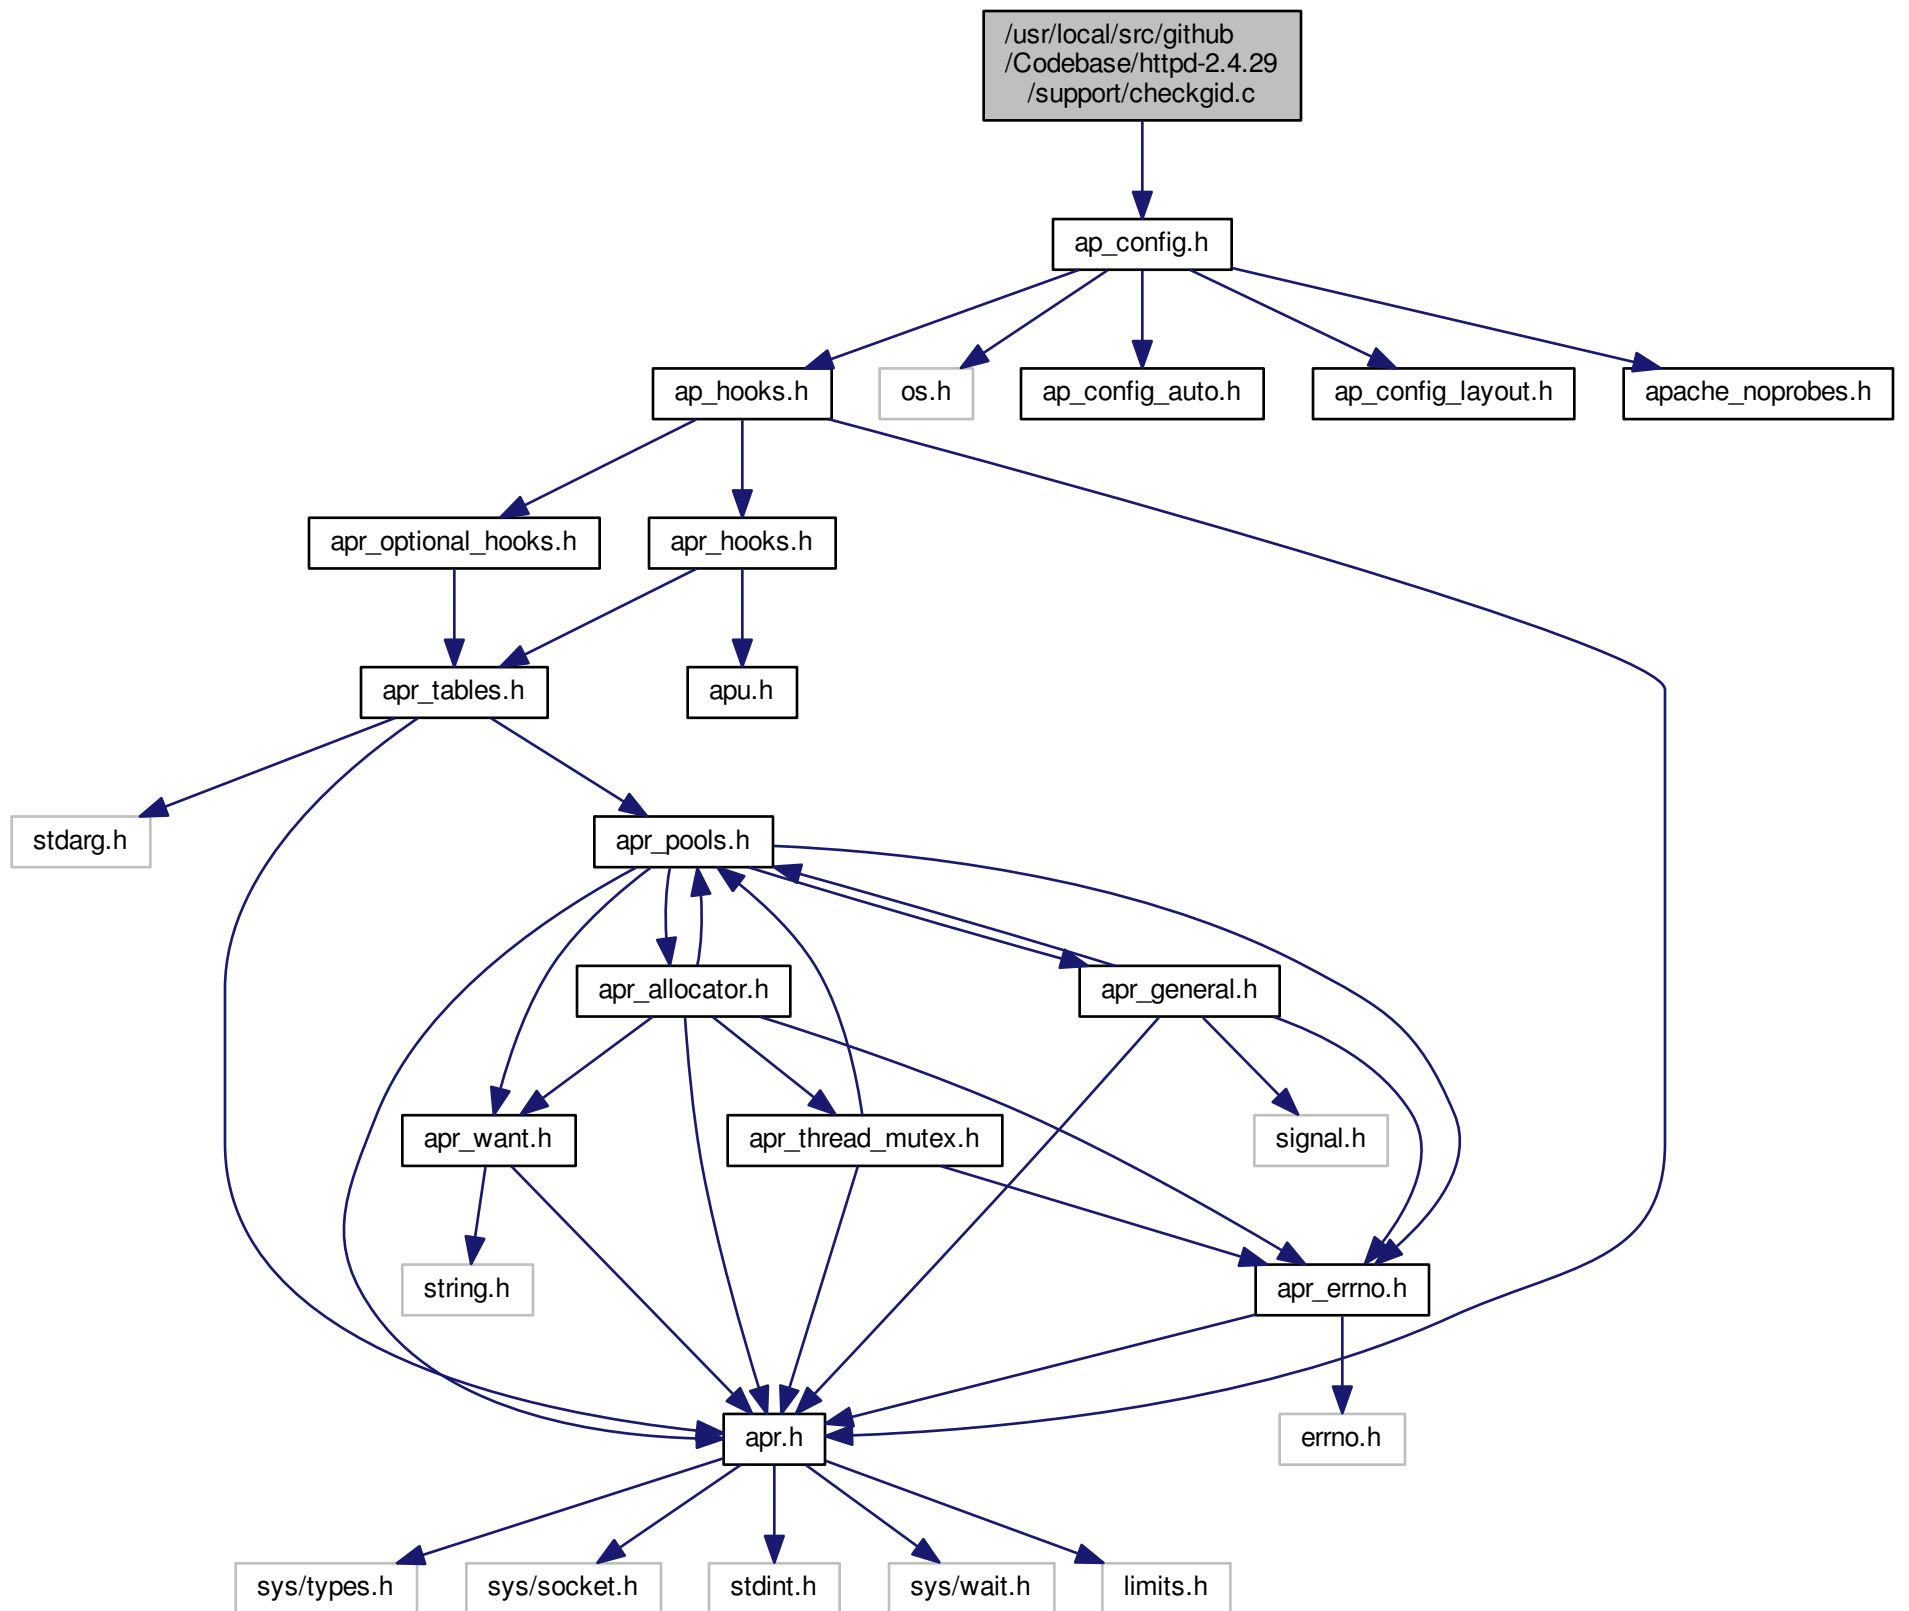 /usr/local/src/github
/Codebase/httpd-2.4.29
/support/checkgid.c
ap_config.h
ap_hooks.h
os.h
ap_config_auto.h
ap_config_layout.h
apache_noprobes.h
apr_optional_hooks.h
apr_hooks.h
apr_tables.h
apu.h
stdarg.h
apr_pools.h
apr_allocator.h
apr_general.h
apr_want.h
apr_thread_mutex.h
signal.h
string.h
apr_errno.h
apr.h
errno.h
sys/types.h
sys/socket.h
stdint.h
sys/wait.h
limits.h